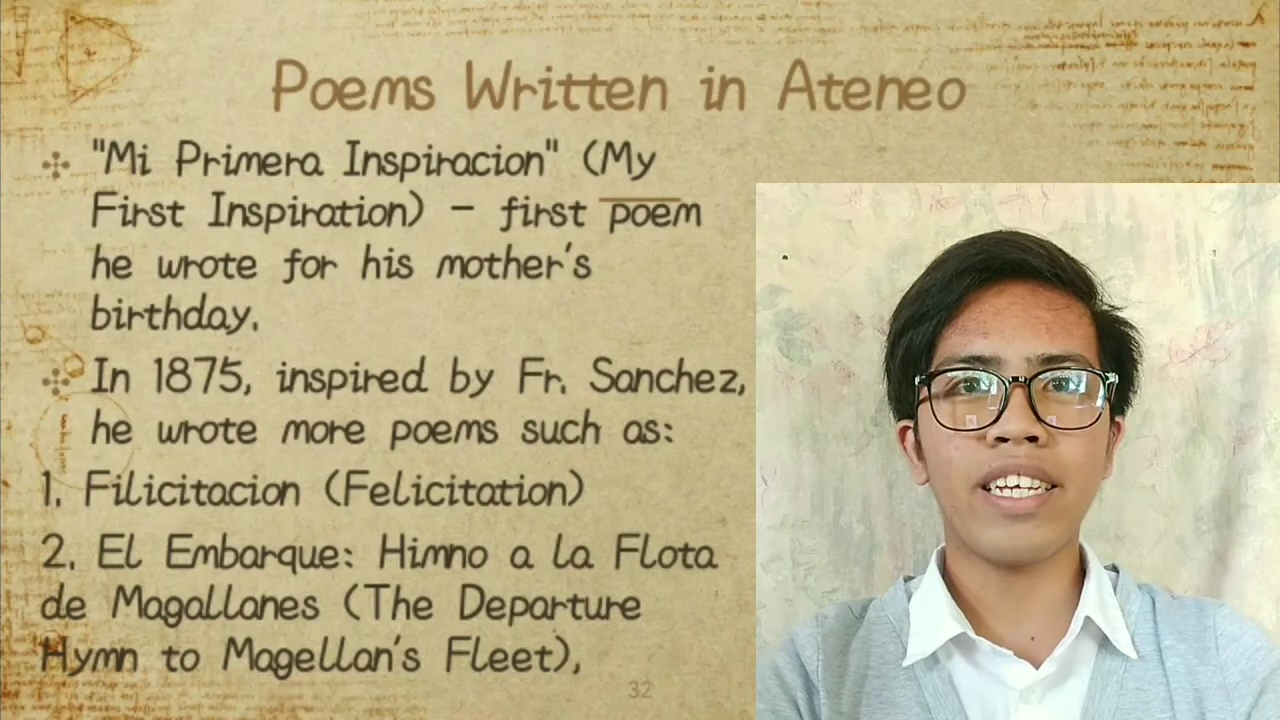 Poems Written in Ateneo
"Mi Primera Inspiracion" (My
First Inspiration) – first poem
he wrote for his mother's
birthday.
In 1875, inspired by Fr. Sanchez,
he wrote more poems such as:
1. Filicitacion (Felicitation)
2. El Embarque: Himno a la Flota
de Magallanes (The Departure
Hymn to Magellan's Fleet),
32